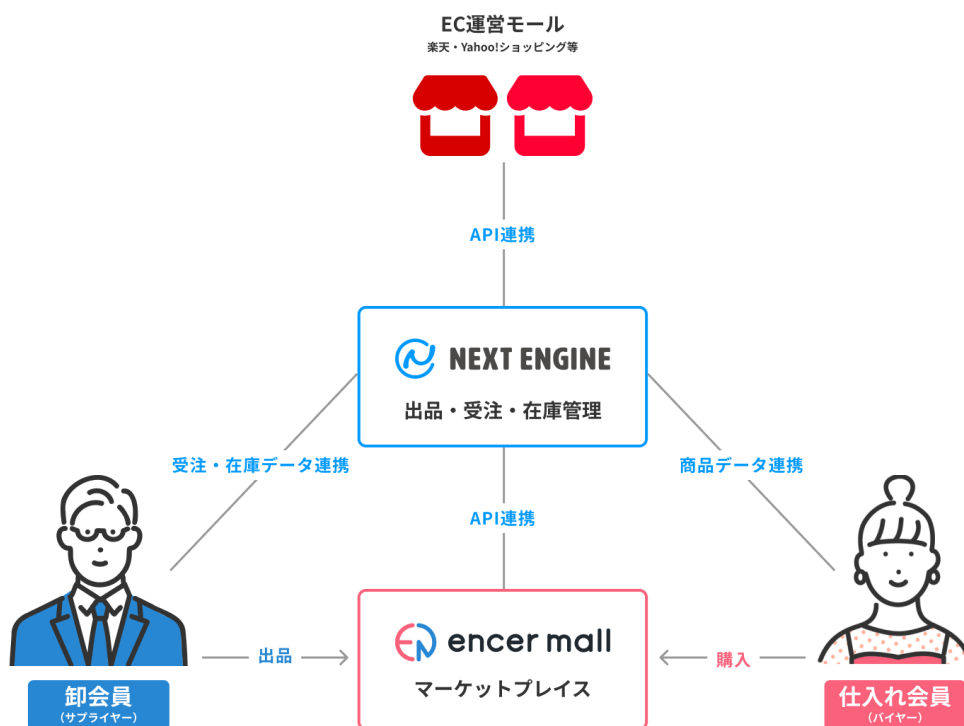 EC運営モール
楽天・Yahoo!ショッピング等
API連携
NEXT ENGINE
出品・受注・在庫管理
受注・在庫データ連携
商品データ連携
API連携
出品
encer mall
マーケットプレイス
購入
卸会員
（サプライヤー）
仕入れ会員
（バイヤー）